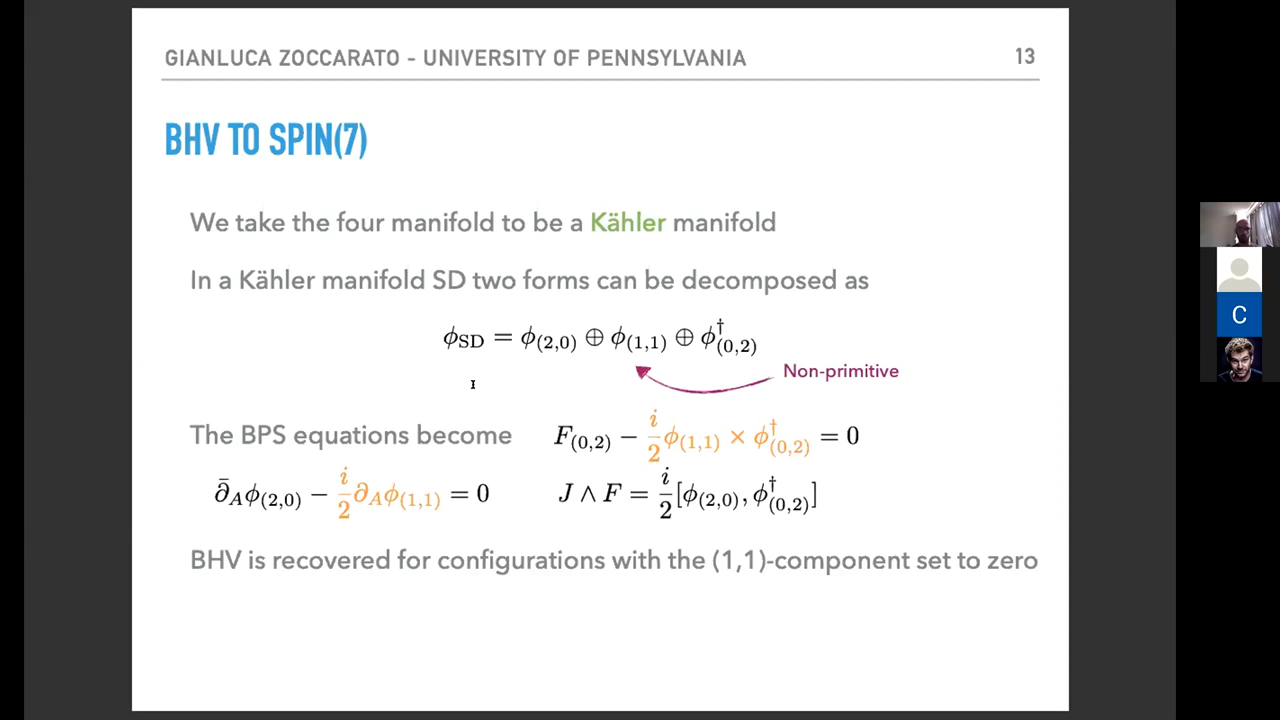 GIANLUCA ZOCCARATO - UNIVERSITY OF PENNSYLVANIA 13
BHV TO SPIN(7)
We take the four manifold to be a Kähler manifold
In a Kähler manifold SD two forms can be decomposed as
ϕ_SD = ϕ_(2,0) ⊕ ϕ_(1,1) ⊕ ϕ†_(0,2)
Non-primitive
The BPS equations become F_(0,2) − i/2 ϕ_(1,1) × ϕ†_(0,2) = 0
∂̄_A ϕ_(2,0) − i/2 ∂_A ϕ_(1,1) = 0 J ∧ F = i/2 [ϕ_(2,0), ϕ†_(0,2)]
BHV is recovered for configurations with the (1,1)-component set to zero
C